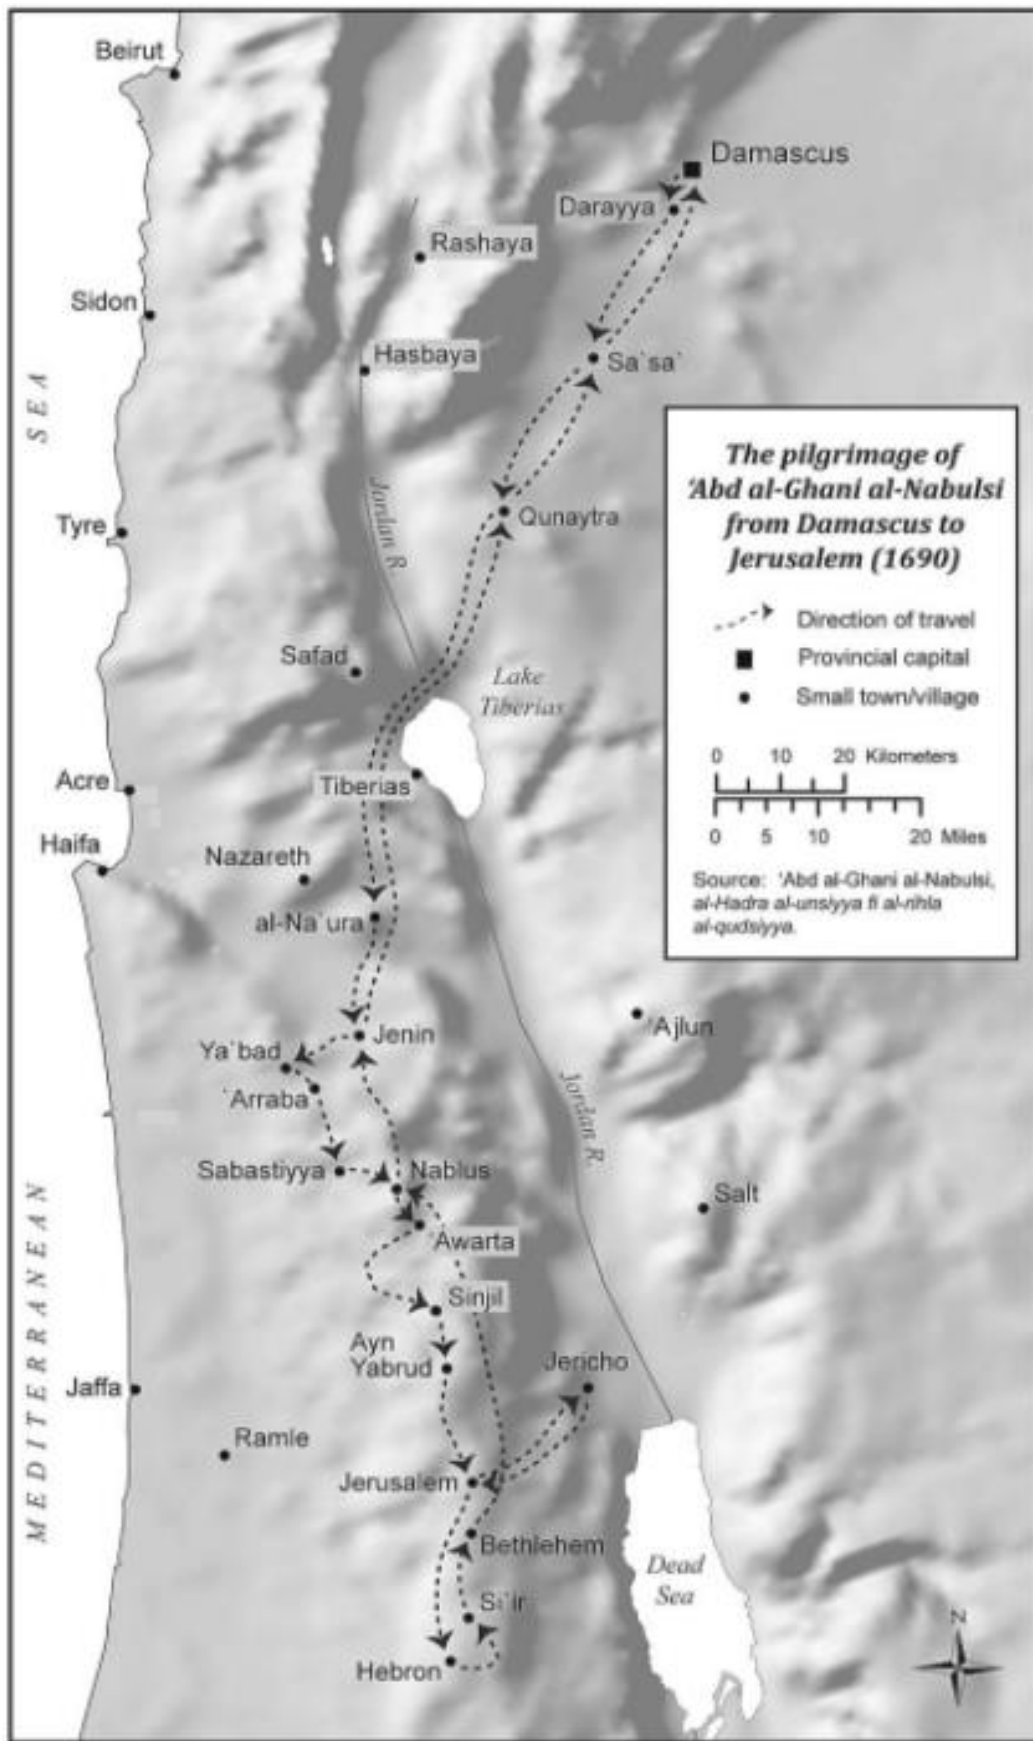 Beirut
Damascus
Darayya
Rashaya
Sidon
Hasbaya
Sa`sa`
SEA
The pilgrimage of
‘Abd al-Ghani al-Nabulsi
from Damascus to
Jerusalem (1690)
Direction of travel
Provincial capital
Small town/village
0 10 20 Kilometers
0 5 10 20 Miles
Source: ‘Abd al-Ghani al-Nabulsi,
al-Hadra al-unsiyya fi al-rihla
al-qudsiyya.
Jordan R.
Qunaytra
Tyre
Safad
Lake
Tiberias
Acre
Tiberias
Haifa
Nazareth
al-Na`ura
Jenin
‘Ajlun
Ya`bad
`Arraba
Jordan R.
Sabastiyya
Nablus
Salt
‘Awarta
MEDITERRANEAN
Sinjil
Ayn
Yabrud
Jericho
Jaffa
Ramle
Jerusalem
Bethlehem
Dead
Sea
Si`ir
Hebron
N